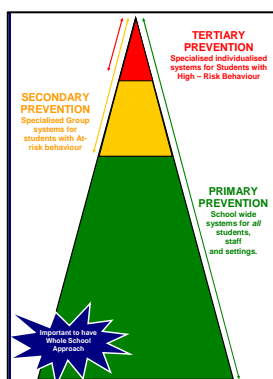 TERTIARY
PREVENTION
Specialised individualised
systems for Students with
High – Risk Behaviour
SECONDARY
PREVENTION
Specialised Group
systems for
students with At-
risk behaviour
PRIMARY
PREVENTION
School wide
systems for all
students,
staff
and settings.
Important to have
Whole School
Approach